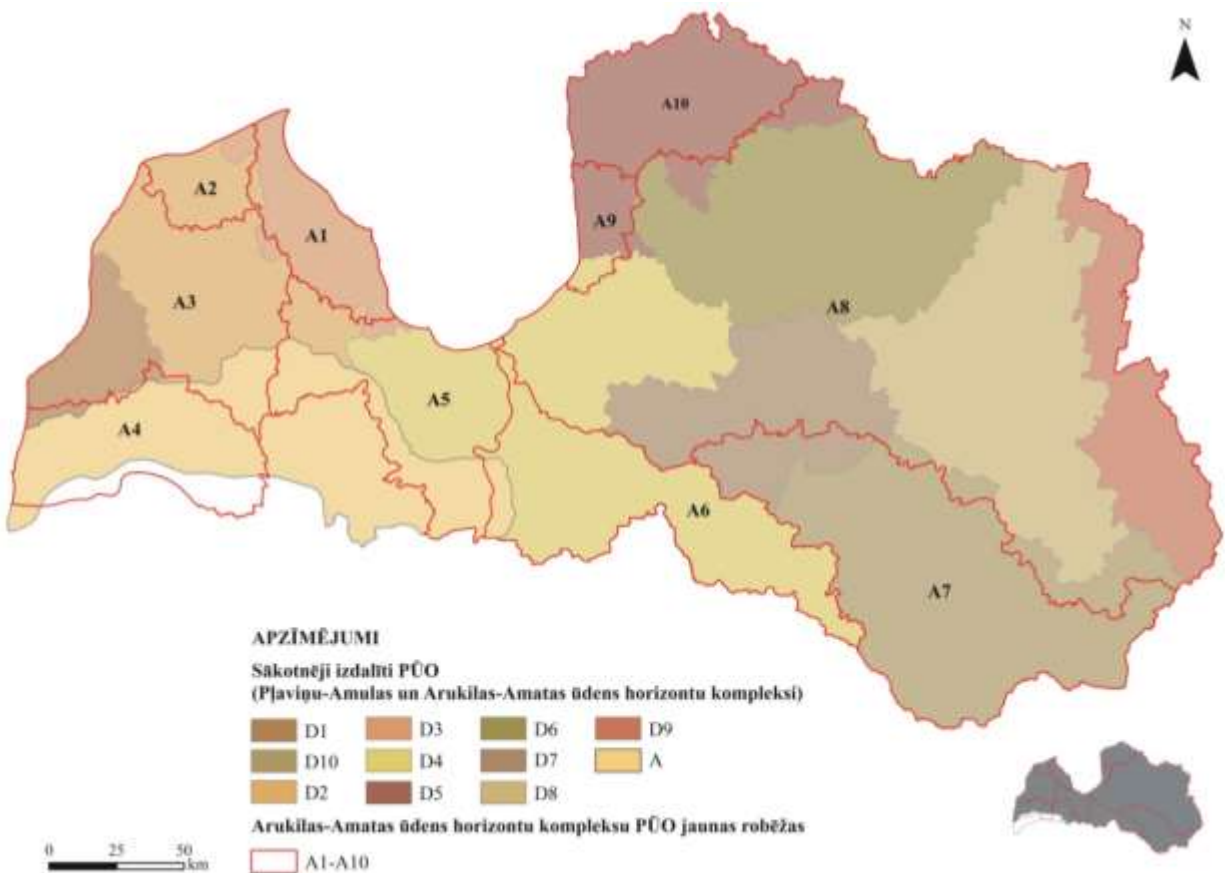 N
A10
A2
A9
A1
A3
A8
A5
A4
A6
A7
APZĪMĒJUMI
Sākotnēji izdalīti PŪO
(Pļaviņu-Amulas un Arukilas-Amatas ūdens horizontu kompleksi)
D1 D3 D6 D9
D10 D4 D7 A
D2 D5 D8
Arukilas-Amatas ūdens horizontu kompleksu PŪO jaunas robēžas
A1-A10
0 25 50
km